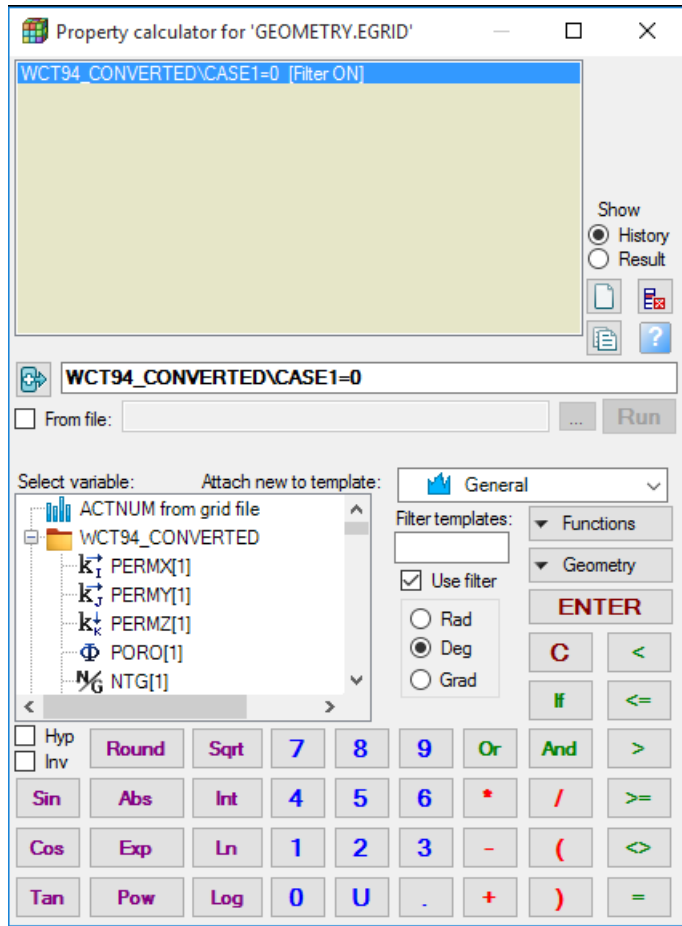 Property calculator for 'GEOMETRY.EGRID'
WCT94_CONVERTED\CASE1=0 [Filter ON]
Show
History
Result
?
WCT94_CONVERTED\CASE1=0
From file:
... Run
Select variable: Attach new to template: General
ACTNUM from grid file
WCT94_CONVERTED
kI PERMX[1]
kJ PERMY[1]
kK PERMZ[1]
Φ PORO[1]
N/G NTG[1]
Filter templates:
Use filter
Rad
Deg
Grad
Functions
Geometry
ENTER
C <
If <=
Hyp
Inv
Round Sqrt 7 8 9 Or And >
Sin Abs Int 4 5 6 * / >=
Cos Exp Ln 1 2 3 - ( <>
Tan Pow Log 0 U . + ) =